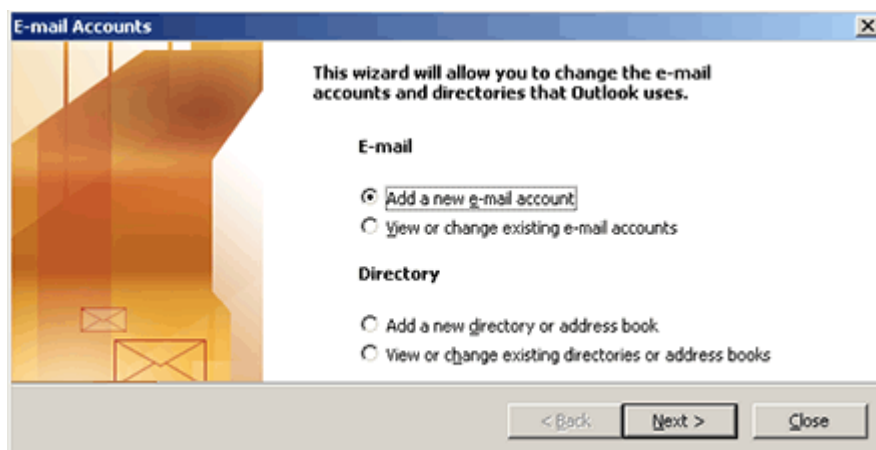 E-mail Accounts
This wizard will allow you to change the e-mail
accounts and directories that Outlook uses.
E-mail
Add a new e-mail account
View or change existing e-mail accounts
Directory
Add a new directory or address book
View or change existing directories or address books
< Back
Next >
Close